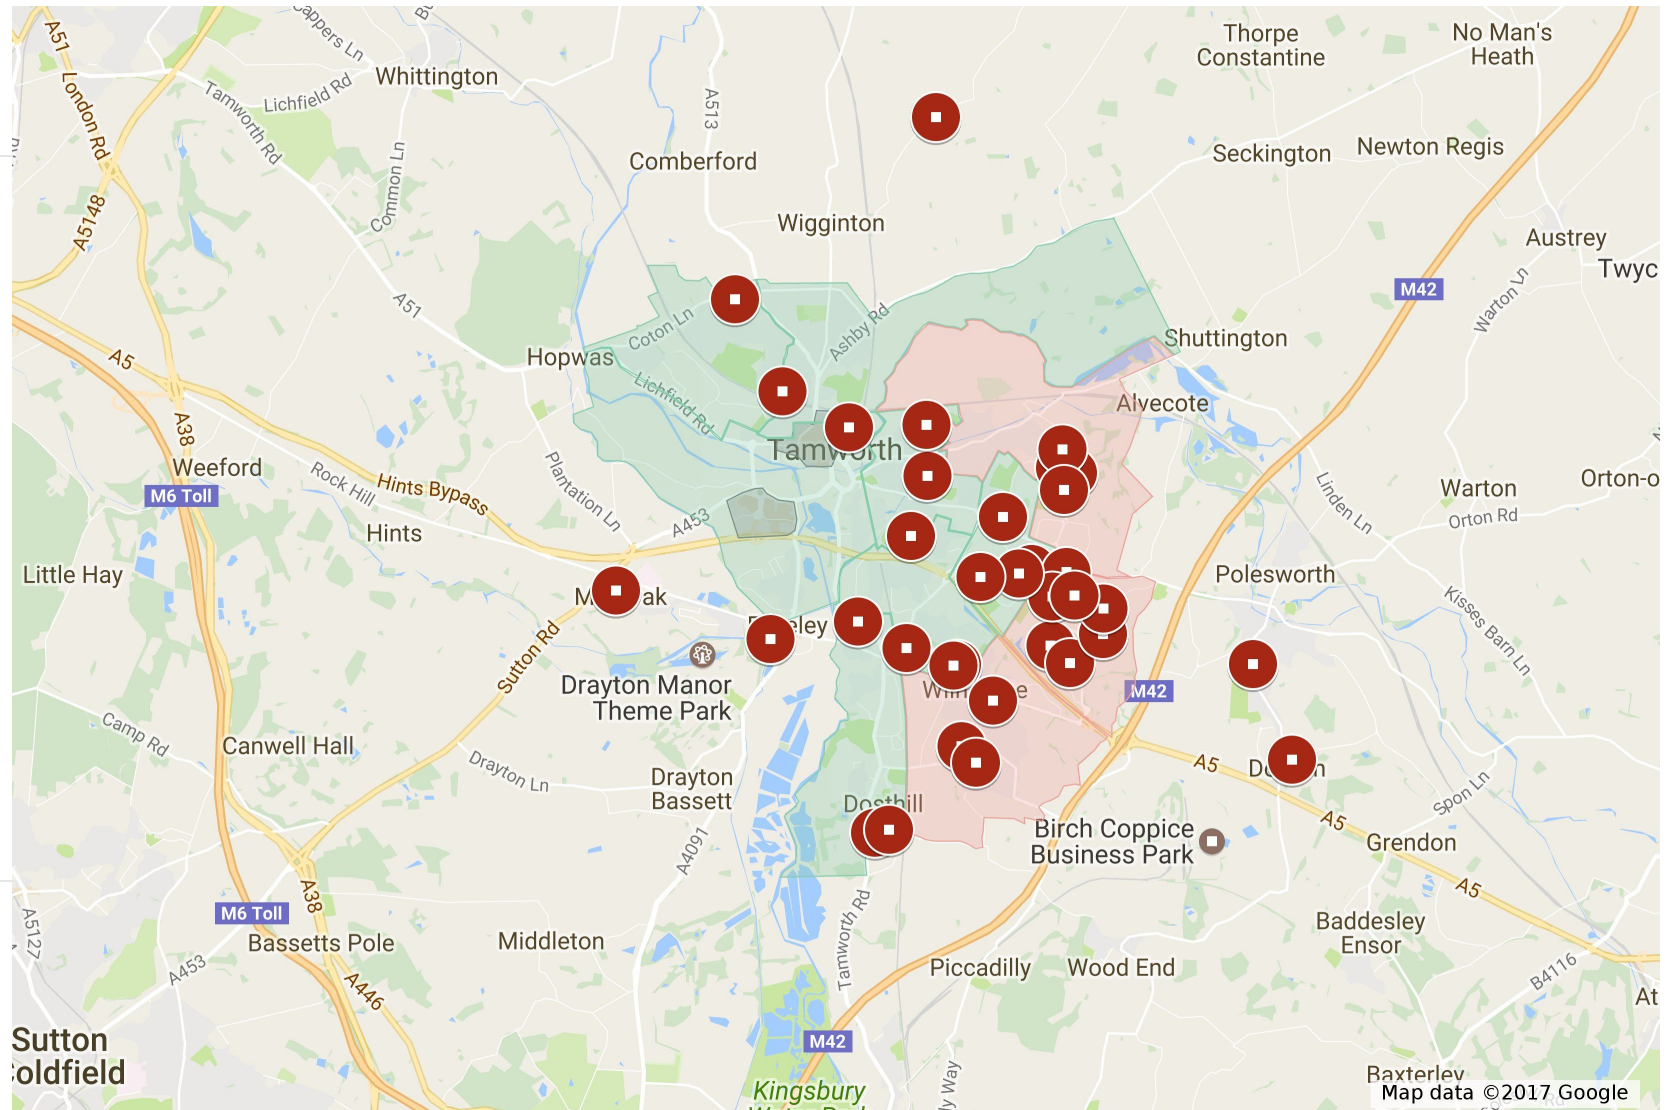 A51
Cappers Ln
Thorpe
Constantine
No Man's
Heath
Whittington
London Rd
Tamworth Rd
Lichfield Rd
A513
Comberford
Seckington
Newton Regis
Common Ln
A5148
Wigginton
Austrey
Twyc
M42
Warton Ln
A51
Coton Ln
Ashby Rd
Shuttington
A5
Hopwas
Lichfield Rd
Alvecote
A38
Tamworth
Weeford
Hints Bypass
Plantation Ln
Rock Hill
M6 Toll
Linden Ln
Warton
Orton-o
Orton Rd
A453
Hints
Little Hay
Polesworth
Kisses Barn Ln
Sutton Rd
Drayton Manor
Theme Park
M42
Camp Rd
Canwell Hall
Drayton Ln
Drayton
Bassett
A5
Spon Ln
Dosthill
A4091
A5
Birch Coppice
Business Park
Grendon
A5
A38
M6 Toll
A5127
Bassetts Pole
Middleton
Tamworth Rd
Baddesley
Ensor
A453
A446
Piccadilly
Wood End
B4116
At
Sutton
Coldfield
M42
Kingsbury
ly Way
Baxterley
Map data ©2017 Google